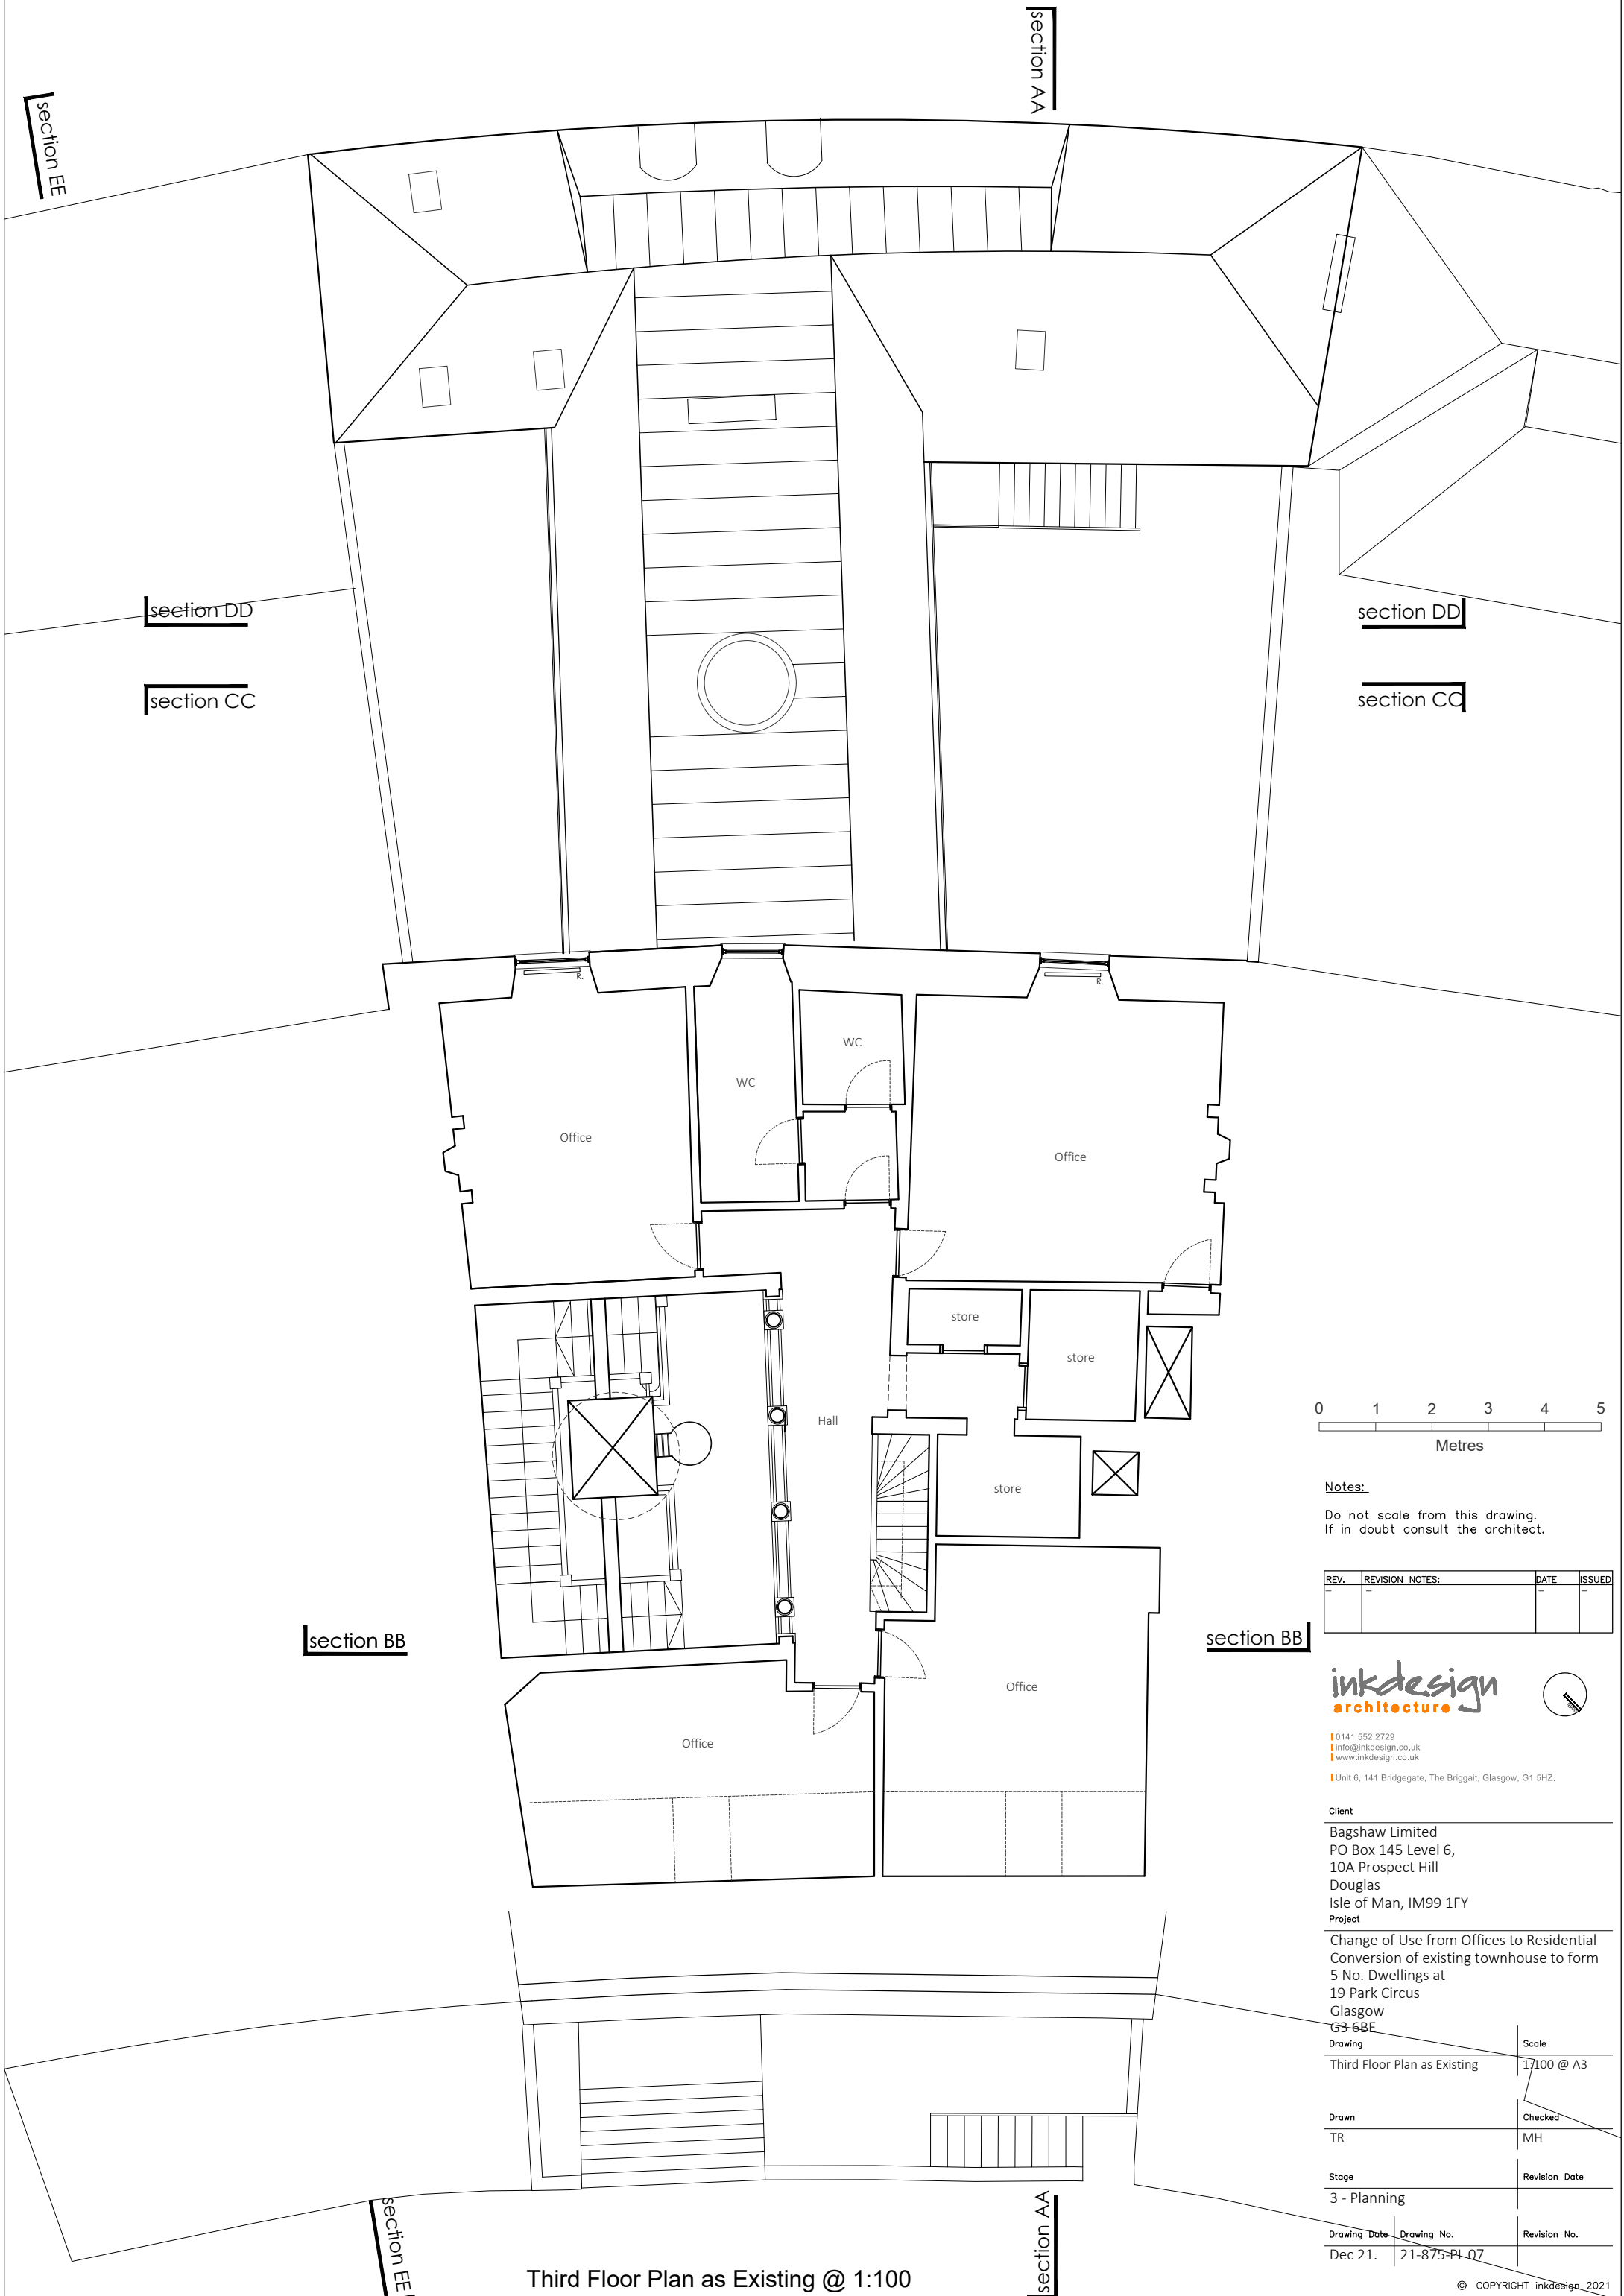 section AA
section EE
section DD
section DD
section CC
section CC
R.
R.
WC
WC
Office
Office
store
store
Hall
store
0 1 2 3 4 5
Metres
Notes:
Do not scale from this drawing.
If in doubt consult the architect.
REV. REVISION NOTES: DATE ISSUED
– – – –
section BB
section BB
Office
Office
inkdesign
architecture
0141 552 2729
info@inkdesign.co.uk
www.inkdesign.co.uk
Unit 6, 141 Bridgegate, The Briggait, Glasgow, G1 5HZ.
Client
Bagshaw Limited
PO Box 145 Level 6,
10A Prospect Hill
Douglas
Isle of Man, IM99 1FY
Project
Change of Use from Offices to Residential
Conversion of existing townhouse to form
5 No. Dwellings at
19 Park Circus
Glasgow
G3 6BE
Drawing Scale
Third Floor Plan as Existing 1:100 @ A3
Drawn Checked
TR MH
Stage Revision Date
3 - Planning
Drawing Date Drawing No. Revision No.
Dec 21. 21-875-PL 07
section EE
section AA
Third Floor Plan as Existing @ 1:100
© COPYRIGHT inkdesign 2021